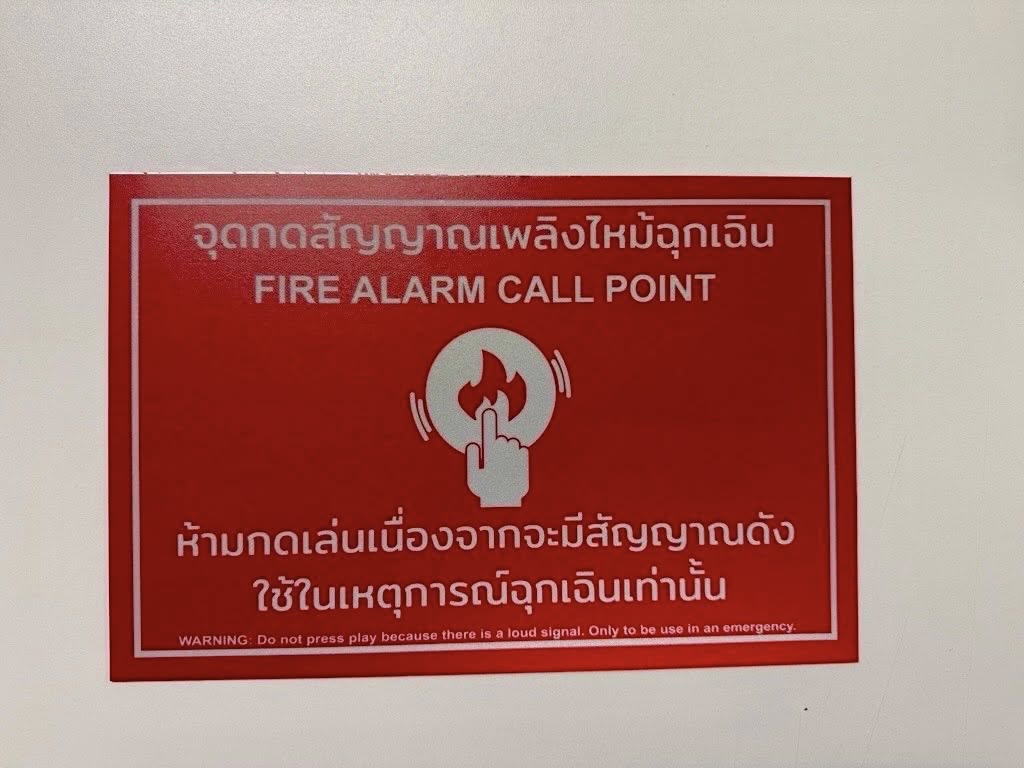 จุดกดสัญญาณเพลิงไหม้ฉุกเฉิน
FIRE ALARM CALL POINT
ห้ามกดเล่นเนื่องจากจะมีสัญญาณดัง
ใช้ในเหตุการณ์ฉุกเฉินเท่านั้น
WARNING: Do not press play because there is a loud signal. Only to be use in an emergency.